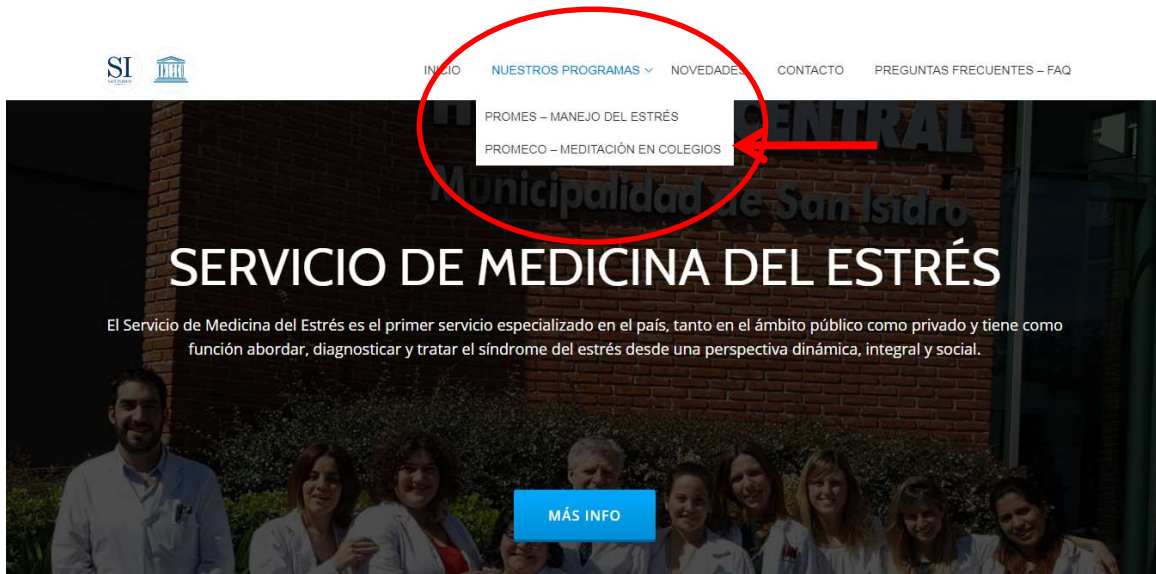 SI
INICIO NUESTROS PROGRAMAS NOVEDADES CONTACTO PREGUNTAS FRECUENTES – FAQ
PROMES – MANEJO DEL ESTRÉS
PROMECO – MEDITACIÓN EN COLEGIOS
CENTRAL
Municipalidad de San Isidro
SERVICIO DE MEDICINA DEL ESTRÉS
El Servicio de Medicina del Estrés es el primer servicio especializado en el país, tanto en el ámbito público como privado y tiene como
función abordar, diagnosticar y tratar el síndrome del estrés desde una perspectiva dinámica, integral y social.
MÁS INFO